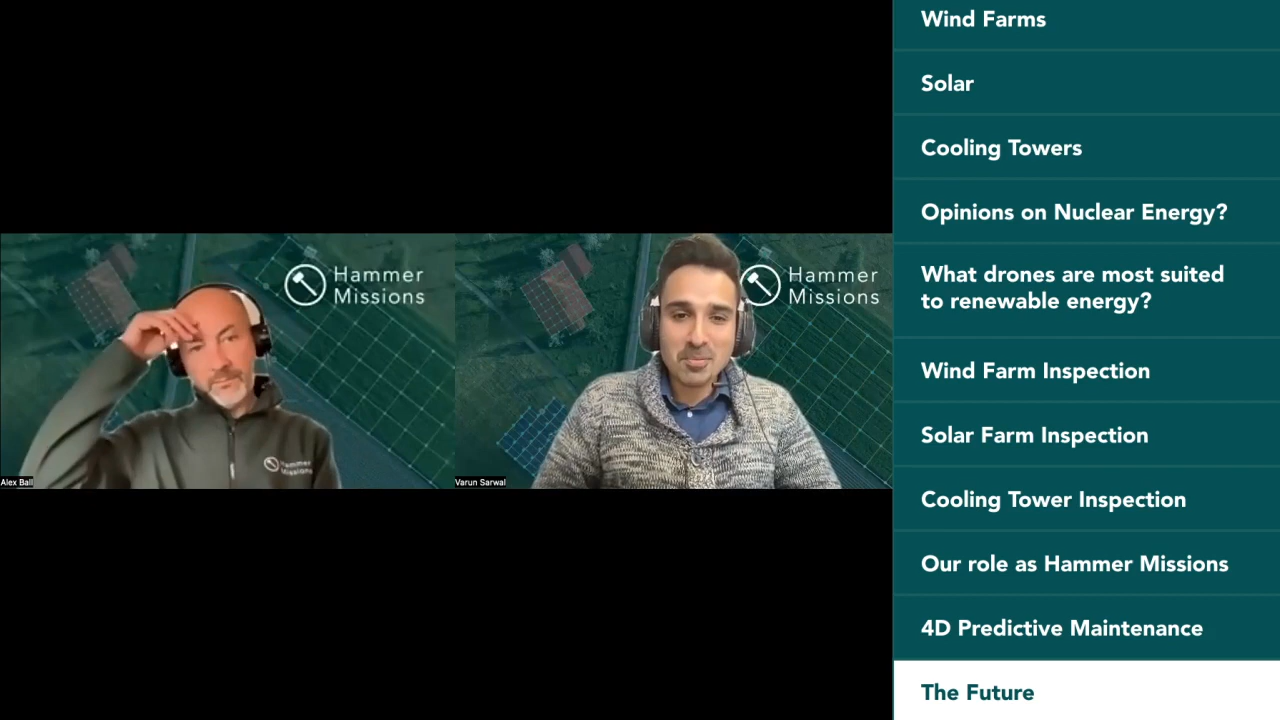 Hammer
Missions
Hammer
Missions
Alex Ball
Hammer
Missions
Varun Sarwal
Wind Farms
Solar
Cooling Towers
Opinions on Nuclear Energy?
What drones are most suited
to renewable energy?
Wind Farm Inspection
Solar Farm Inspection
Cooling Tower Inspection
Our role as Hammer Missions
4D Predictive Maintenance
The Future